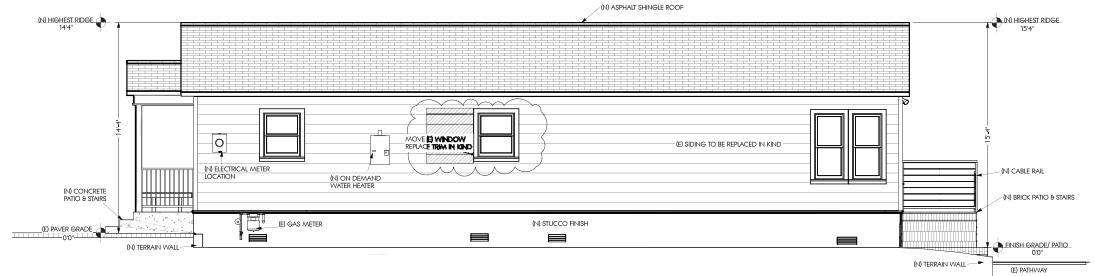 (N) ASPHALT SHINGLE ROOF
(N) HIGHEST RIDGE
14'4"
(N) HIGHEST RIDGE
15'4"
14'-4"
15'-4"
MOVE (E) WINDOW
REPLACE TRIM IN KIND
(E) SIDING TO BE REPLACED IN KIND
(N) ELECTRICAL METER
LOCATION
(N) ON DEMAND
WATER HEATER
(N) CABLE RAIL
(N) CONCRETE
PATIO & STAIRS
(N) BRICK PATIO & STAIRS
(E) GAS METER
(N) STUCCO FINISH
(E) PAVER GRADE
0'0"
(N) TERRAIN WALL
FINISH GRADE/ PATIO
0'0"
(N) TERRAIN WALL
(E) PATHWAY